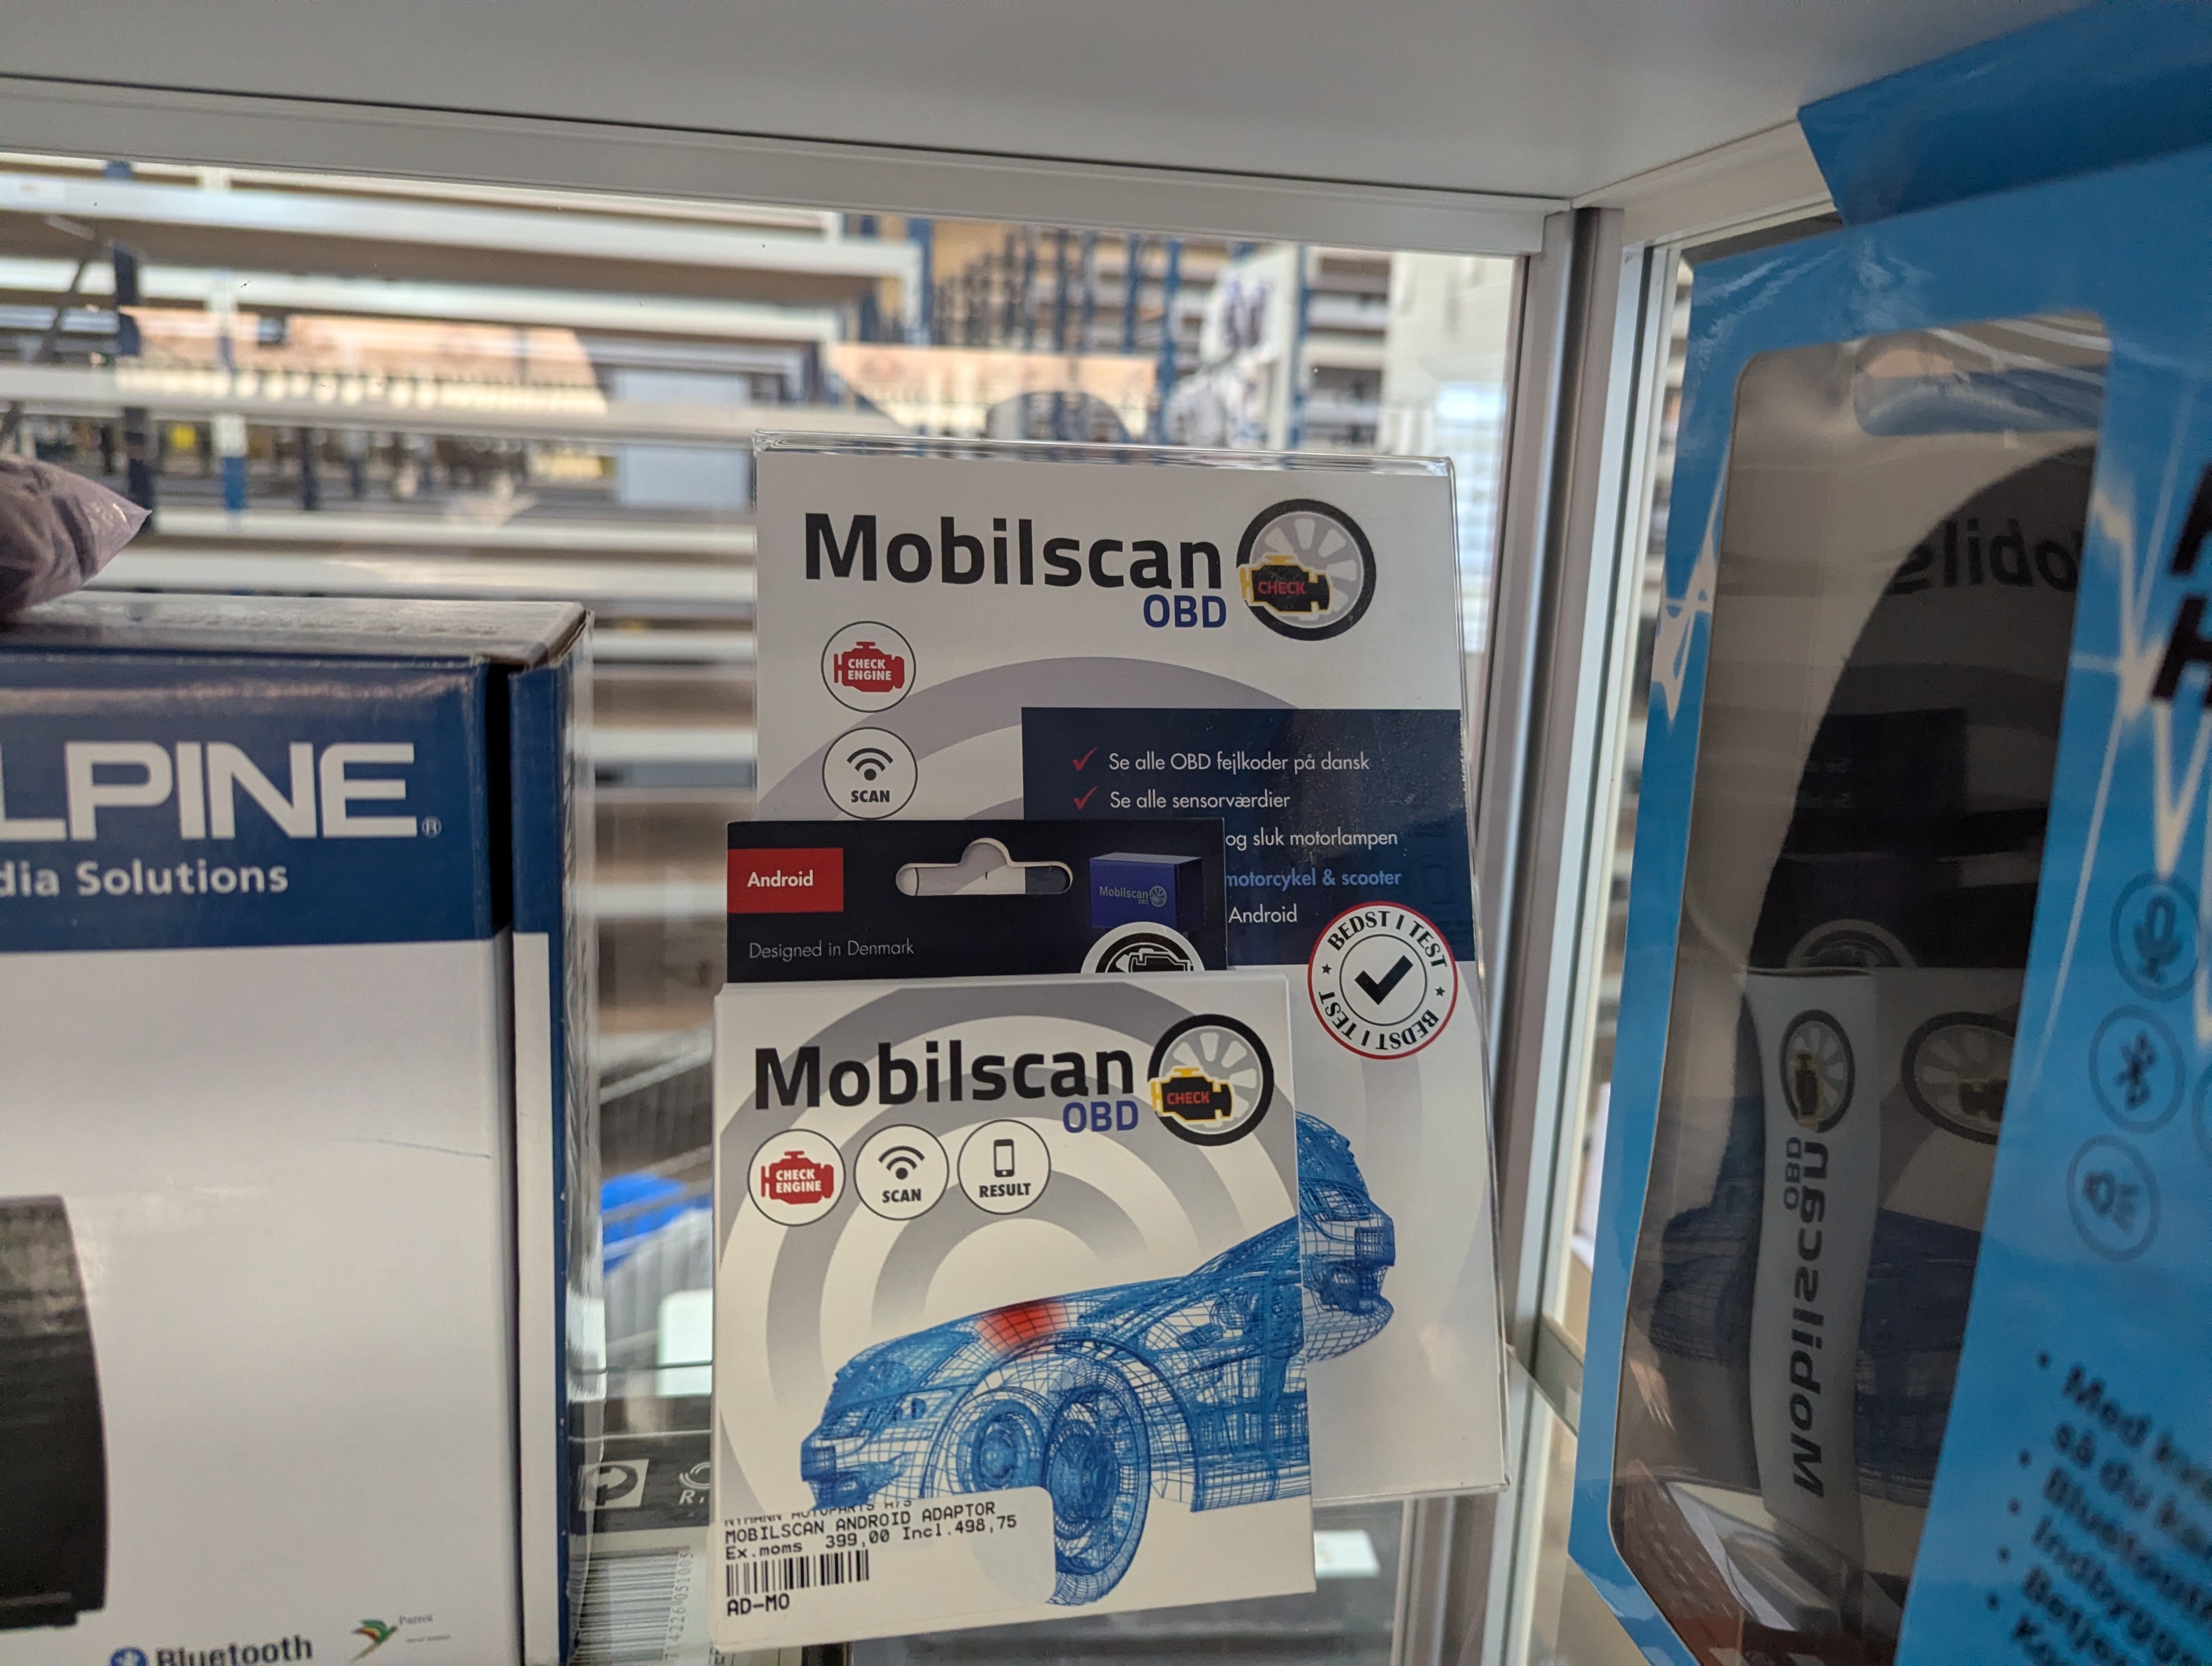 Mobilscan
OBD
CHECK
CHECK
ENGINE
SCAN
Se alle OBD fejlkoder på dansk
Se alle sensorværdier
og sluk motorlampen
motorcykel & scooter
Android
BEDST I TEST
BEDST I TEST
Android
Mobilscan
Designed in Denmark
Mobilscan
OBD
CHECK
CHECK
ENGINE
SCAN
RESULT
MOBILSCAN ANDROID ADAPTOR
Ex.moms 399,00 Incl.498,75
AD-MO
LPINE®
dia Solutions
Bluetooth
Parrot
Mobilscan
OBD